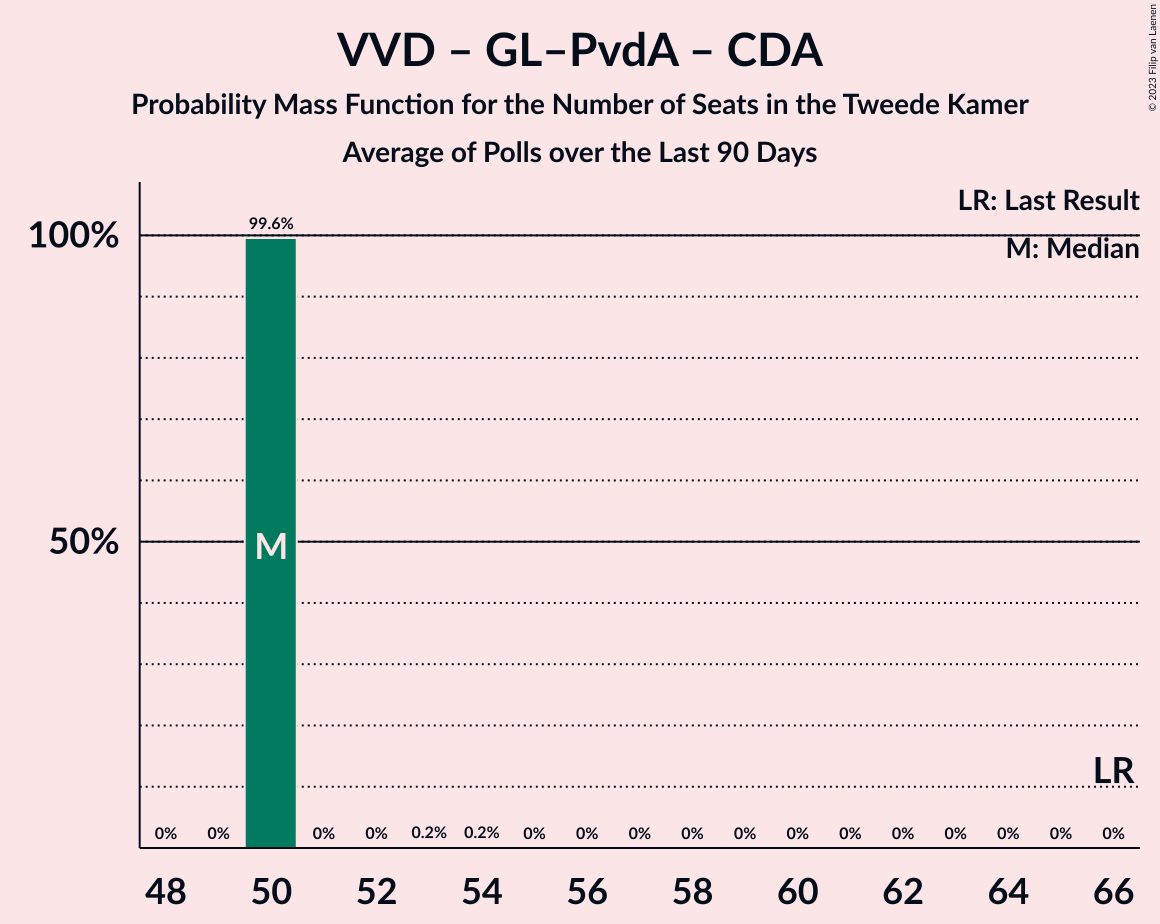 VVD – GL–PvdA – CDA
Probability Mass Function for the Number of Seats in the Tweede Kamer
Average of Polls over the Last 90 Days
© 2023 Filip van Laenen
LR: Last Result
M: Median
100%
50%
99.6%
M
LR
0% 0% 0% 0% 0.2% 0.2% 0% 0% 0% 0% 0% 0% 0% 0% 0% 0% 0% 0%
48 50 52 54 56 58 60 62 64 66